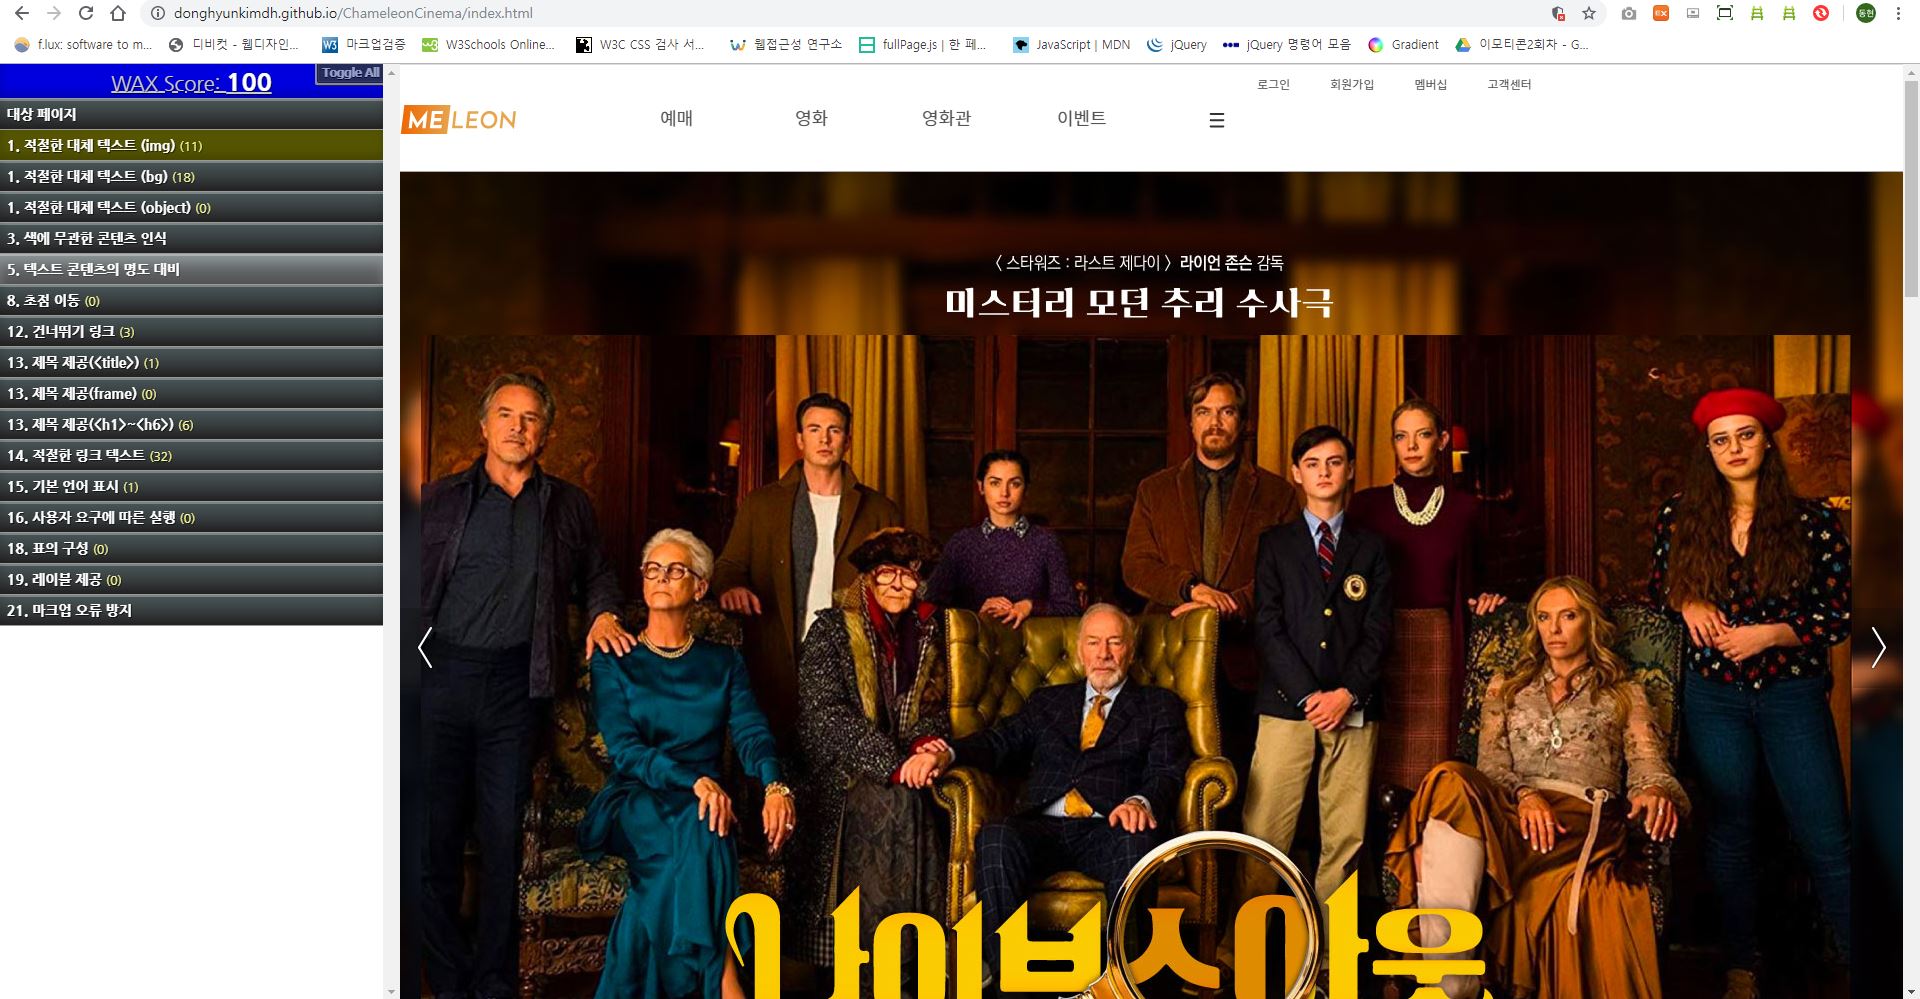 donghyunkimdh.github.io/ChameleonCinema/index.html
동현
f.lux: software to m...
디비컷 - 웹디자인...
마크업검증
W3Schools Online...
W3C CSS 검사 서...
웹접근성 연구소
fullPage.js | 한 페...
JavaScript | MDN
jQuery
jQuery 명령어 모음
Gradient
이모티콘2회차 - G...
WAX Score: 100
Toggle All
대상 페이지
1. 적절한 대체 텍스트 (img) (11)
1. 적절한 대체 텍스트 (bg) (18)
1. 적절한 대체 텍스트 (object) (0)
3. 색에 무관한 콘텐츠 인식
5. 텍스트 콘텐츠의 명도 대비
8. 초점 이동 (0)
12. 건너뛰기 링크 (3)
13. 제목 제공(<title>) (1)
13. 제목 제공(frame) (0)
13. 제목 제공(<h1>~<h6>) (6)
14. 적절한 링크 텍스트 (32)
15. 기본 언어 표시 (1)
16. 사용자 요구에 따른 실행 (0)
18. 표의 구성 (0)
19. 레이블 제공 (0)
21. 마크업 오류 방지
로그인
회원가입
멤버십
고객센터
MELEON
예매
영화
영화관
이벤트
〈 스타워즈 : 라스트 제다이 〉 라이언 존슨 감독
미스터리 모던 추리 수사극
나이브스 아웃